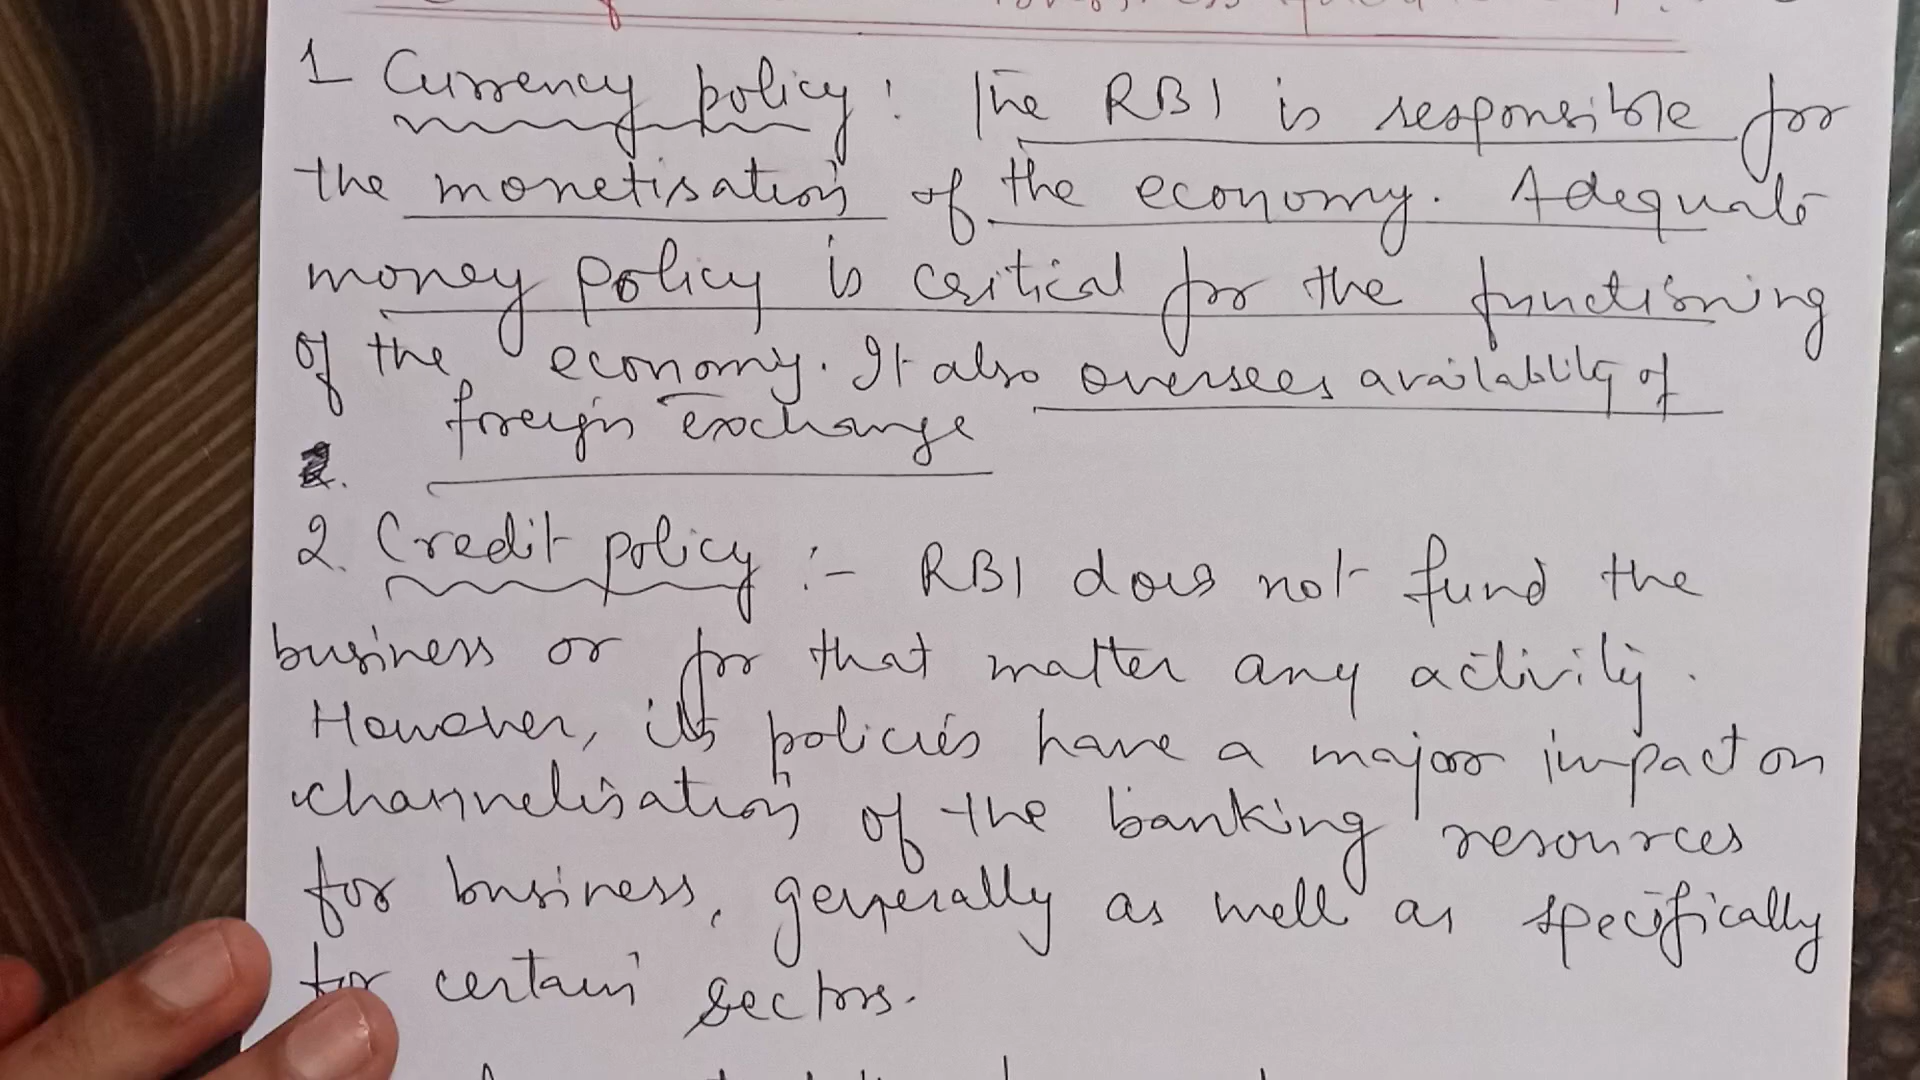 1 Currency policy: The RBI is responsible for
the monetisation of the economy. Adequate
money policy is critical for the functioning
of the economy. It also oversees availablity of
foreign exchange
2.
2. Credit policy :- RBI does not fund the
business or for that matter any activity.
However, its policies have a major impact on
channelisation of the banking resources
for business, generally as well as specifically
for certain sectors.